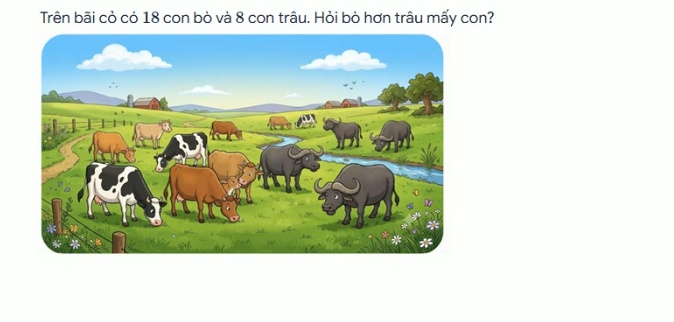 Trên bãi cỏ có 18 con bò và 8 con trâu. Hỏi bò hơn trâu mấy con?